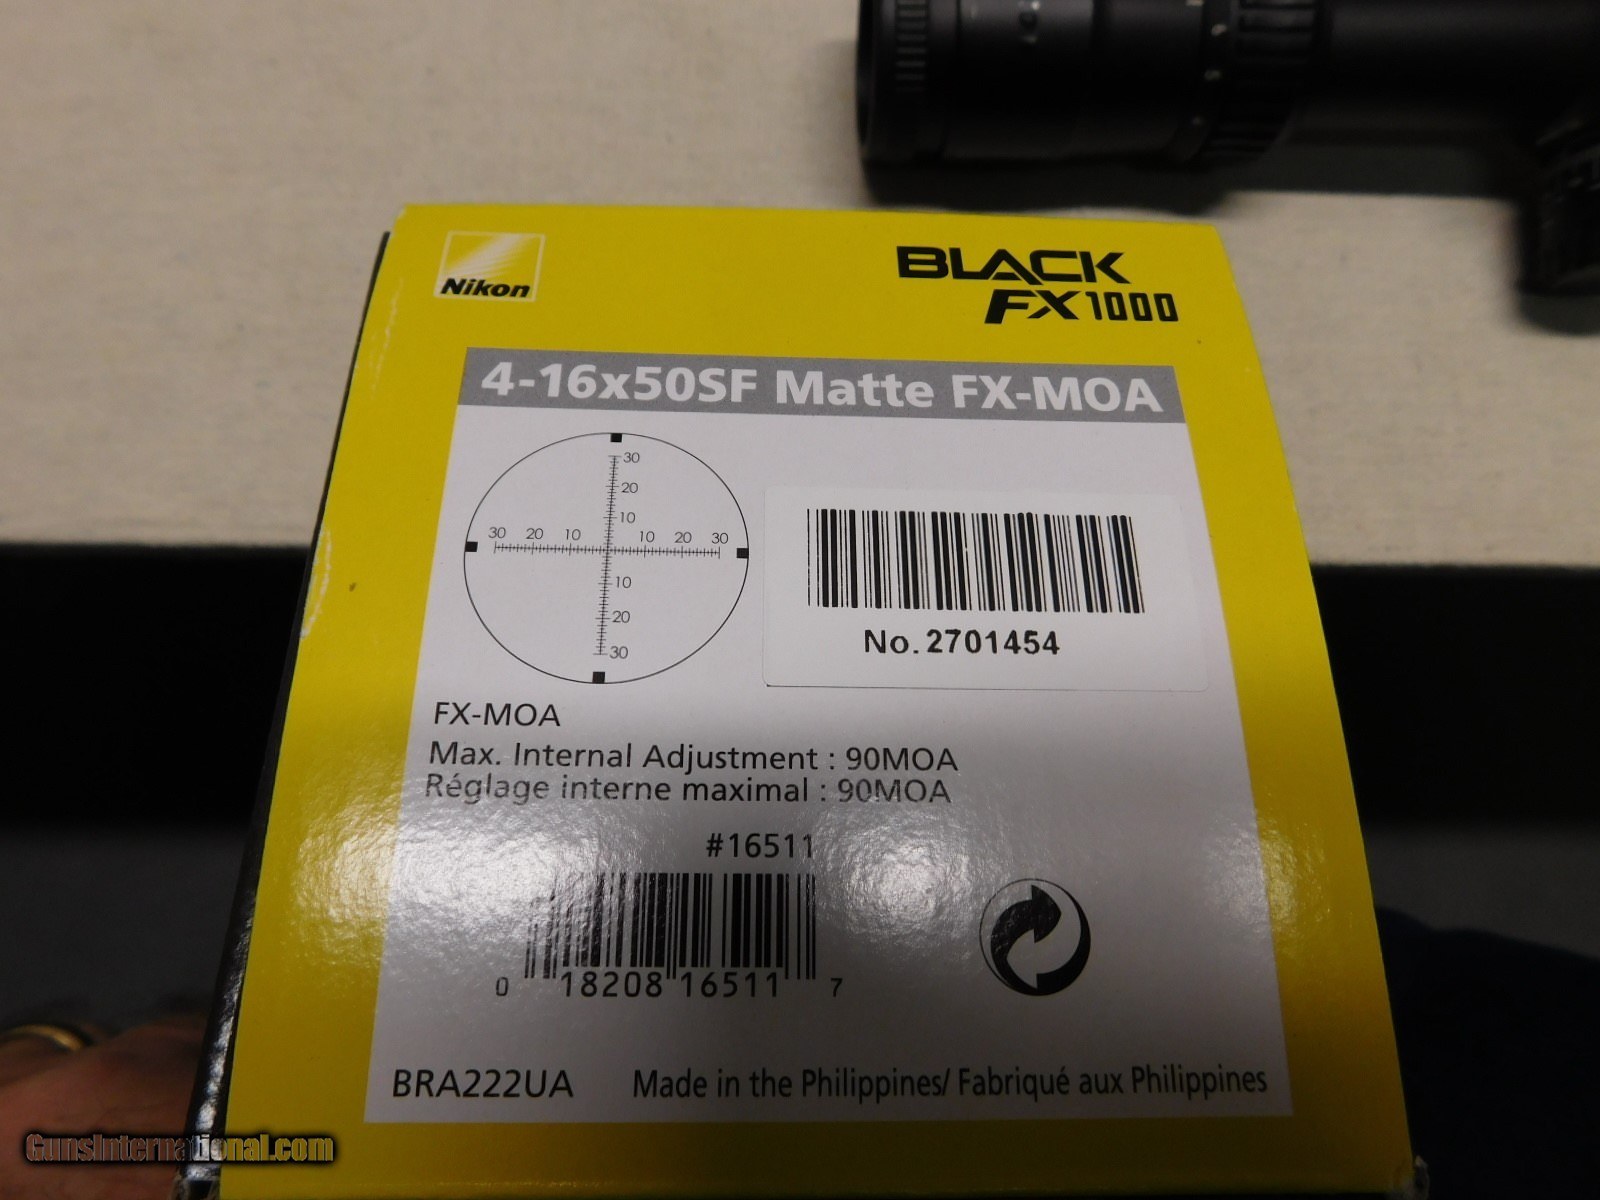 Nikon
BLACK
FX1000
4-16x50SF Matte FX-MOA
30
20
10
30 20 10 10 20 30
10
20
30
No. 2701454
FX-MOA
Max. Internal Adjustment : 90MOA
Réglage interne maximal : 90MOA
#16511
0 18208 16511 7
BRA222UA Made in the Philippines/ Fabriqué aux Philippines
GunsInternational.com